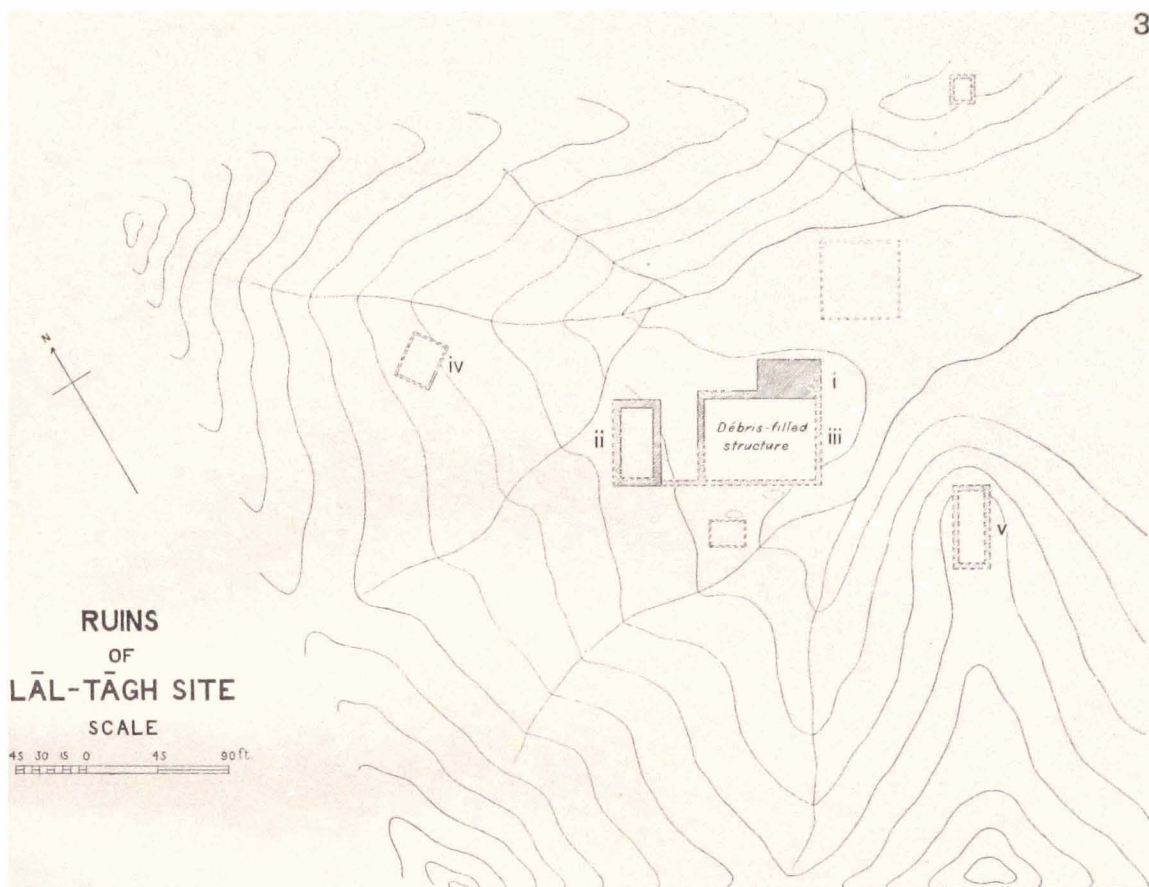 3
N
iv
i
ii
Débris-filled
structure
iii
v
RUINS
OF
LĀL-TĀGH SITE
SCALE
45 30 15 0 45 90 ft.